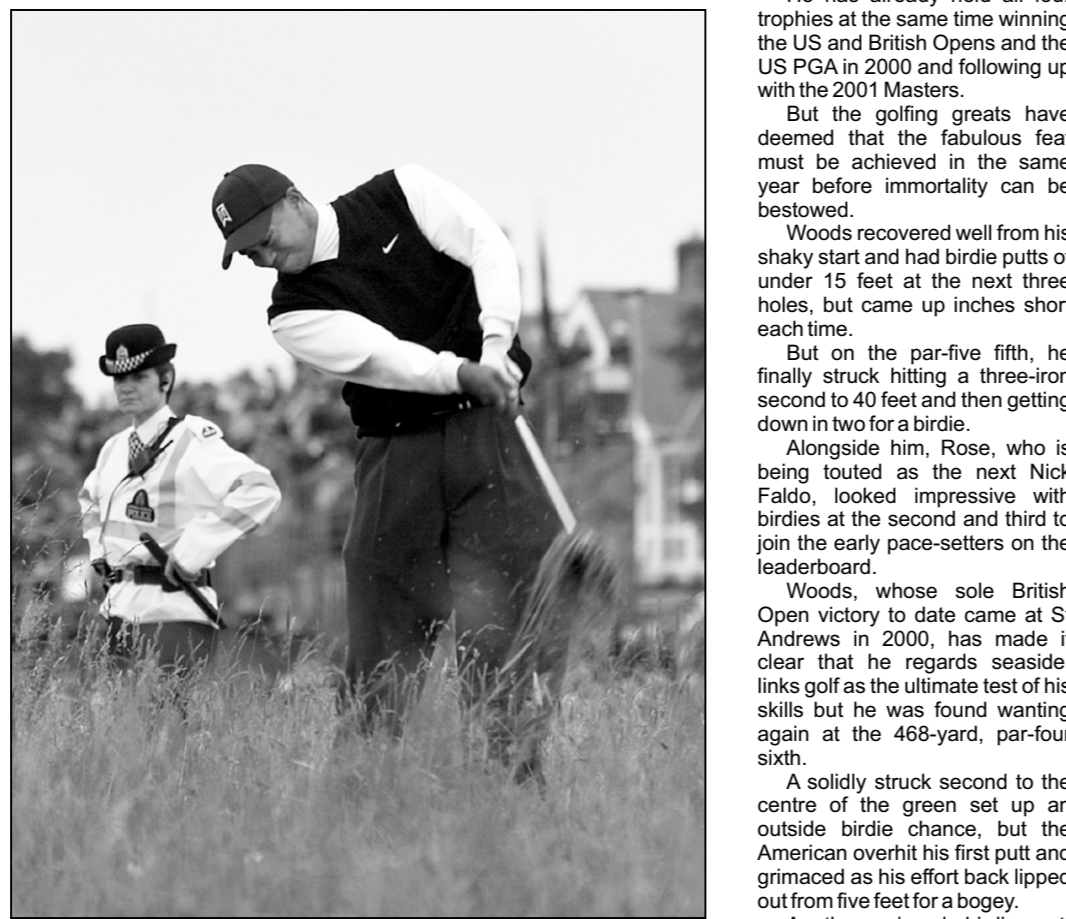 TW
POLICE
trophies at the same time winning
the US and British Opens and the
US PGA in 2000 and following up
with the 2001 Masters.
But the golfing greats have
deemed that the fabulous feat
must be achieved in the same
year before immortality can be
bestowed.
Woods recovered well from his
shaky start and had birdie putts of
under 15 feet at the next three
holes, but came up inches short
each time.
But on the par-five fifth, he
finally struck hitting a three-iron
second to 40 feet and then getting
down in two for a birdie.
Alongside him, Rose, who is
being touted as the next Nick
Faldo, looked impressive with
birdies at the second and third to
join the early pace-setters on the
leaderboard.
Woods, whose sole British
Open victory to date came at St
Andrews in 2000, has made it
clear that he regards seaside
links golf as the ultimate test of his
skills but he was found wanting
again at the 468-yard, par-four
sixth.
A solidly struck second to the
centre of the green set up an
outside birdie chance, but the
American overhit his first putt and
grimaced as his effort back lipped
out from five feet for a bogey.